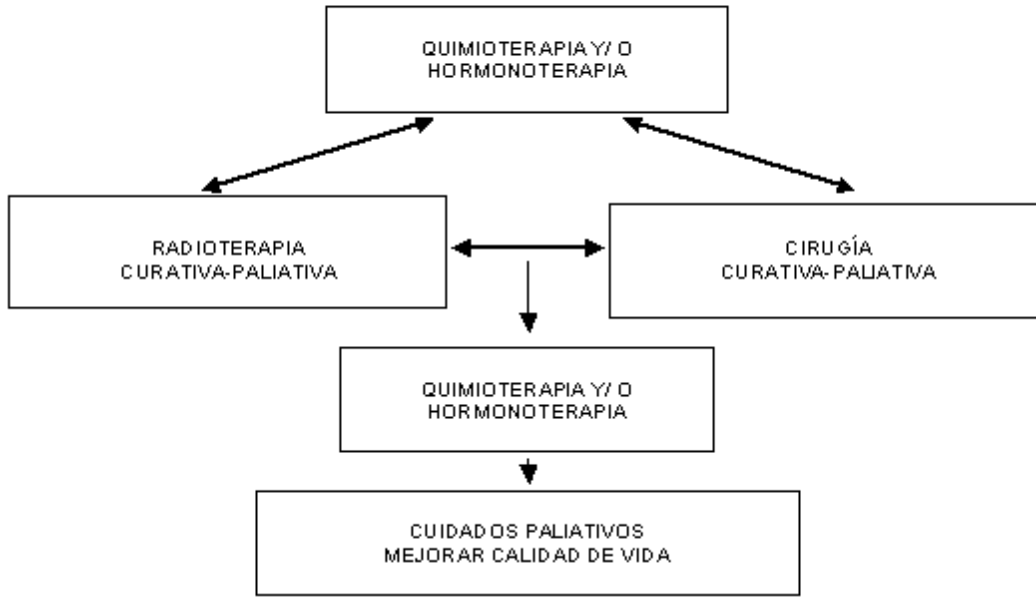 QUIMIOTERAPIA Y/ O
HORMONOTERAPIA
RADIOTERAPIA
CURATIVA-PALIATIVA
CIRUGÍA
CURATIVA-PALIATIVA
QUIMIOTERAPIA Y/ O
HORMONOTERAPIA
CUIDADOS PALIATIVOS
MEJORAR CALIDAD DE VIDA